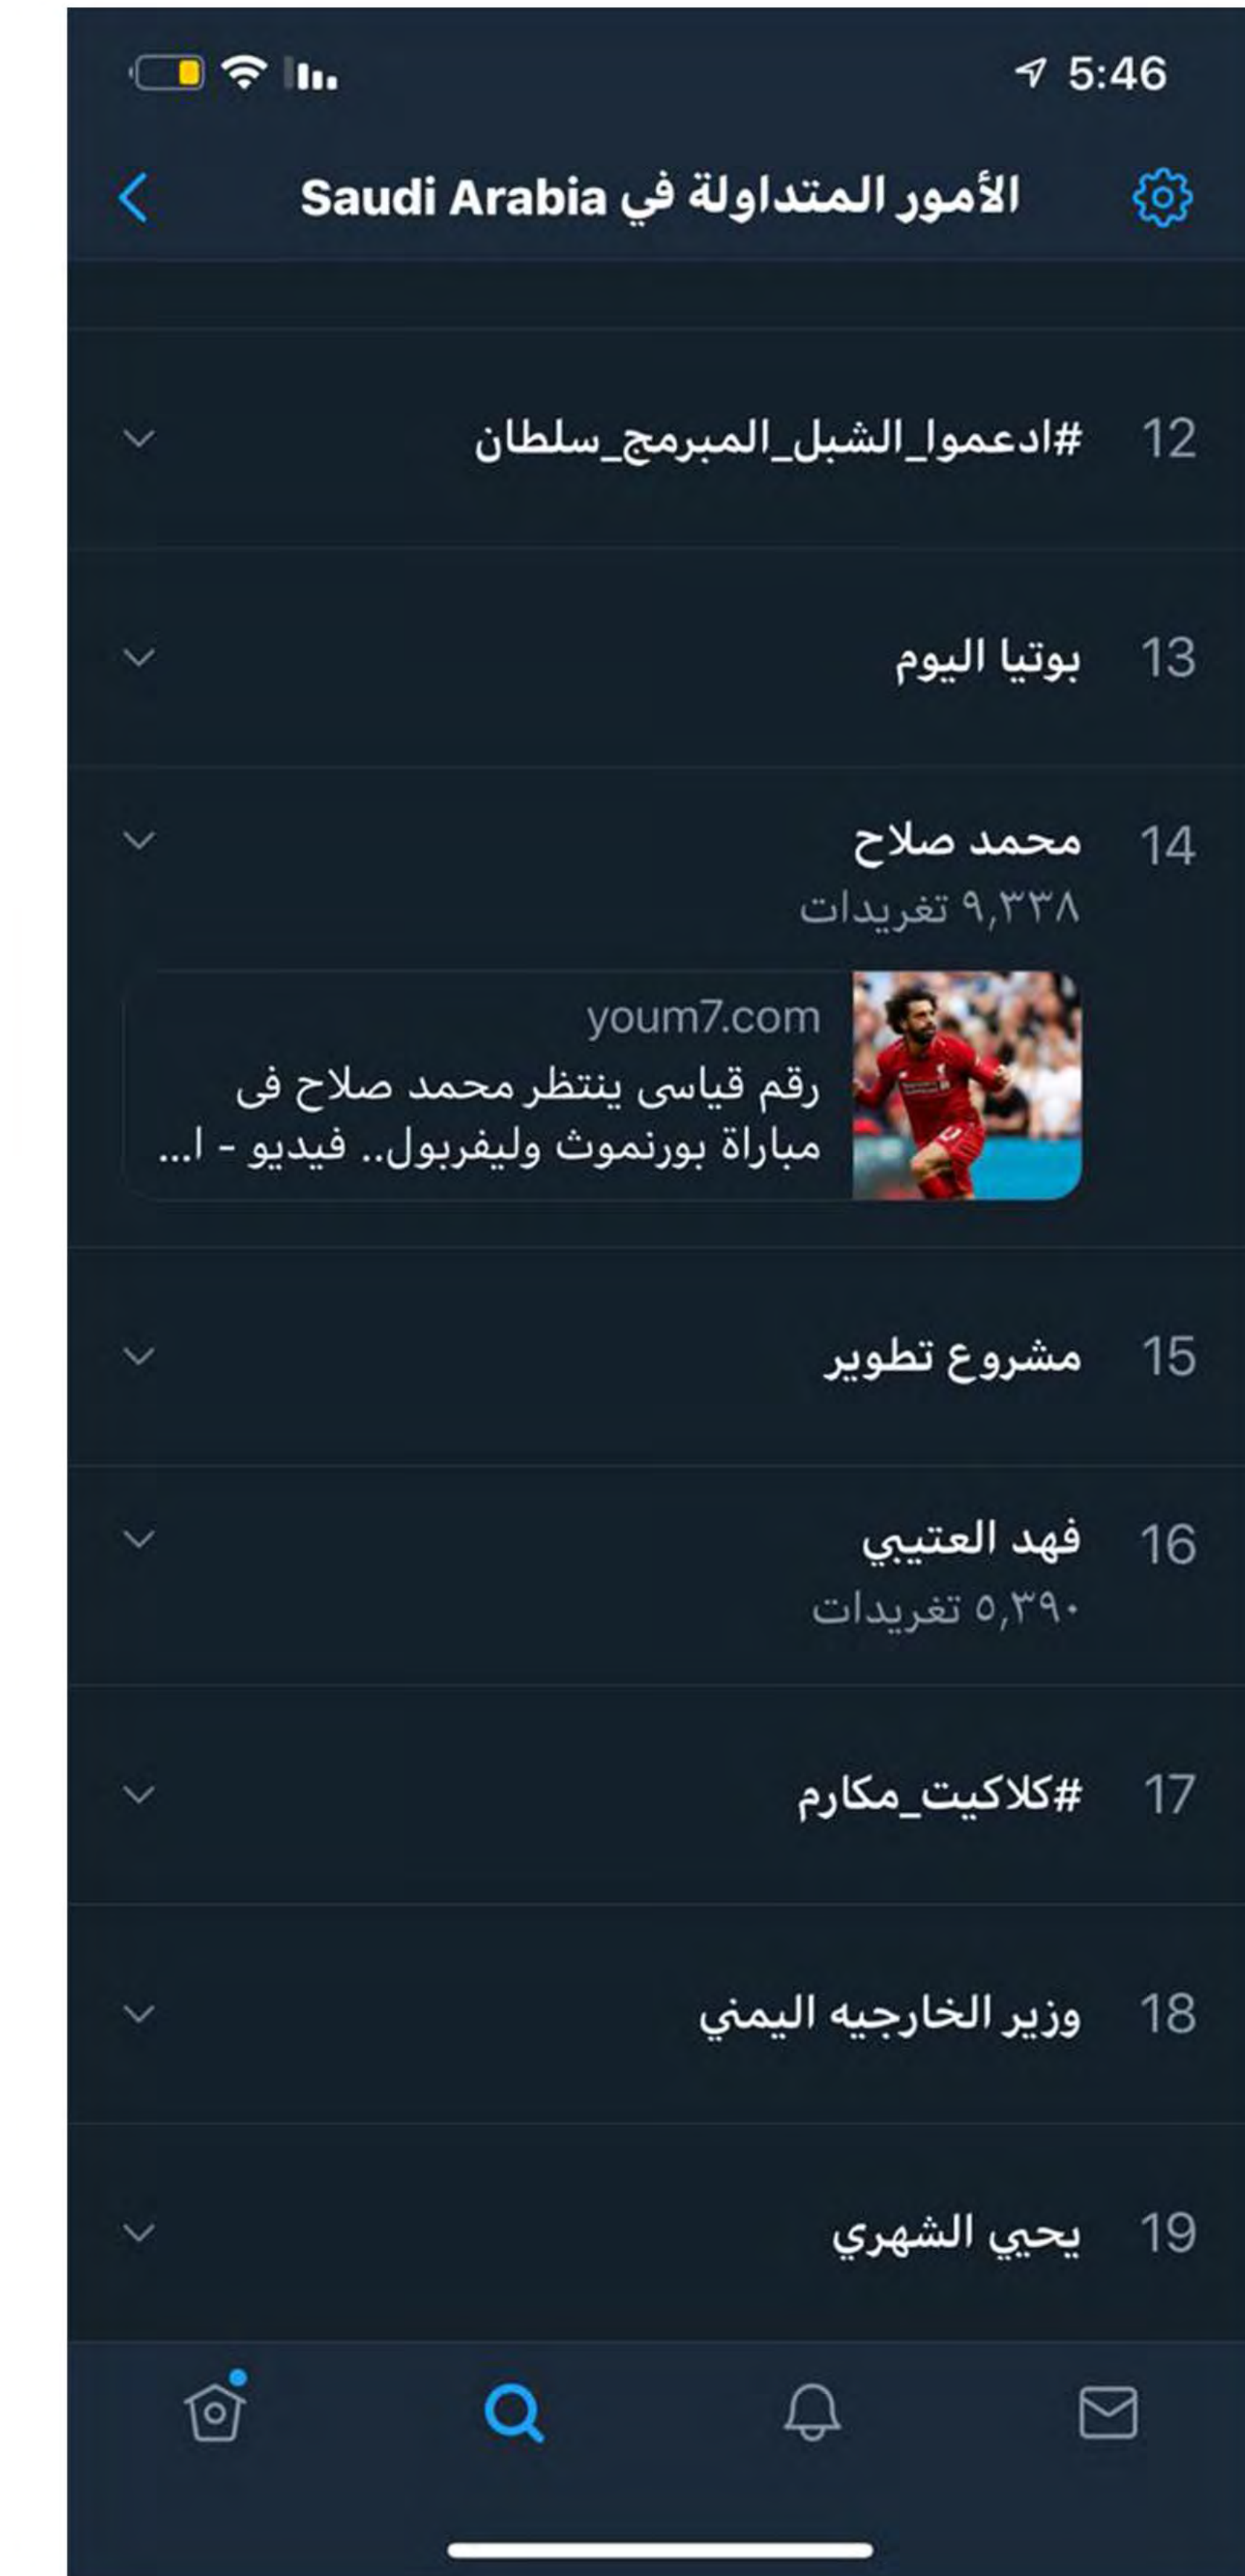 5:46
الأمور المتداولة في Saudi Arabia
12
#ادعموا_الشبل_المبرمج_سلطان
13
بوتيا اليوم
14
محمد صلاح
٩,٣٣٨ تغريدات
youm7.com
رقم قياسى ينتظر محمد صلاح فى
مباراة بورنموث وليفربول.. فيديو - ا...
15
مشروع تطوير
16
فهد العتيبي
٥,٣٩٠ تغريدات
17
#كلاكيت_مكارم
18
وزير الخارجيه اليمني
19
يحيي الشهري